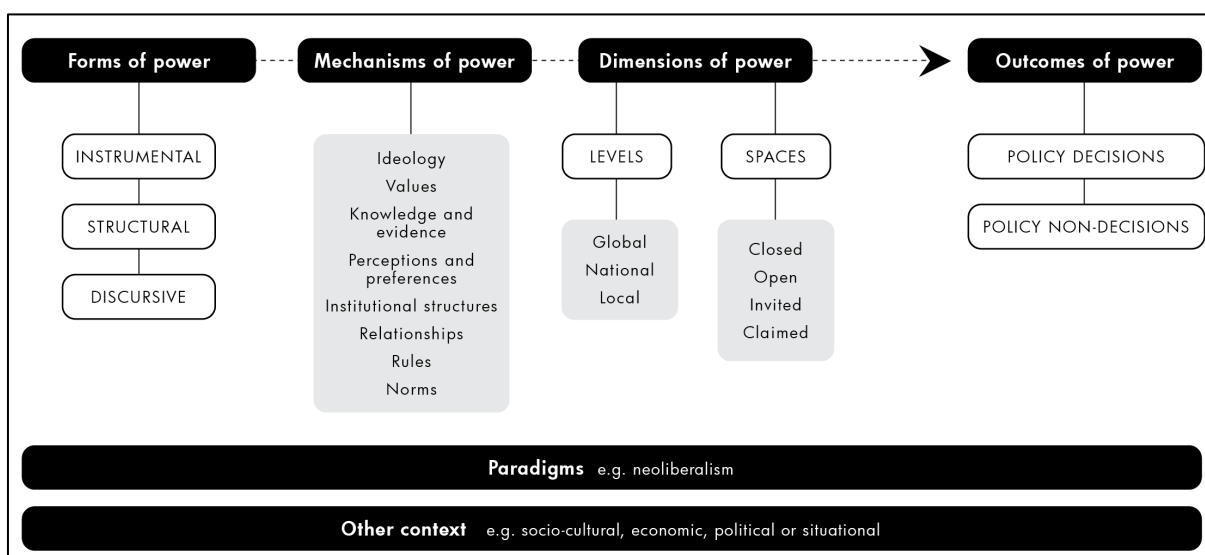 Forms of power
Mechanisms of power
Dimensions of power
Outcomes of power
INSTRUMENTAL
STRUCTURAL
DISCURSIVE
Ideology
Values
Knowledge and
evidence
Perceptions and
preferences
Institutional structures
Relationships
Rules
Norms
LEVELS
Global
National
Local
SPACES
Closed
Open
Invited
Claimed
POLICY DECISIONS
POLICY NON-DECISIONS
Paradigms e.g. neoliberalism
Other context e.g. socio-cultural, economic, political or situational